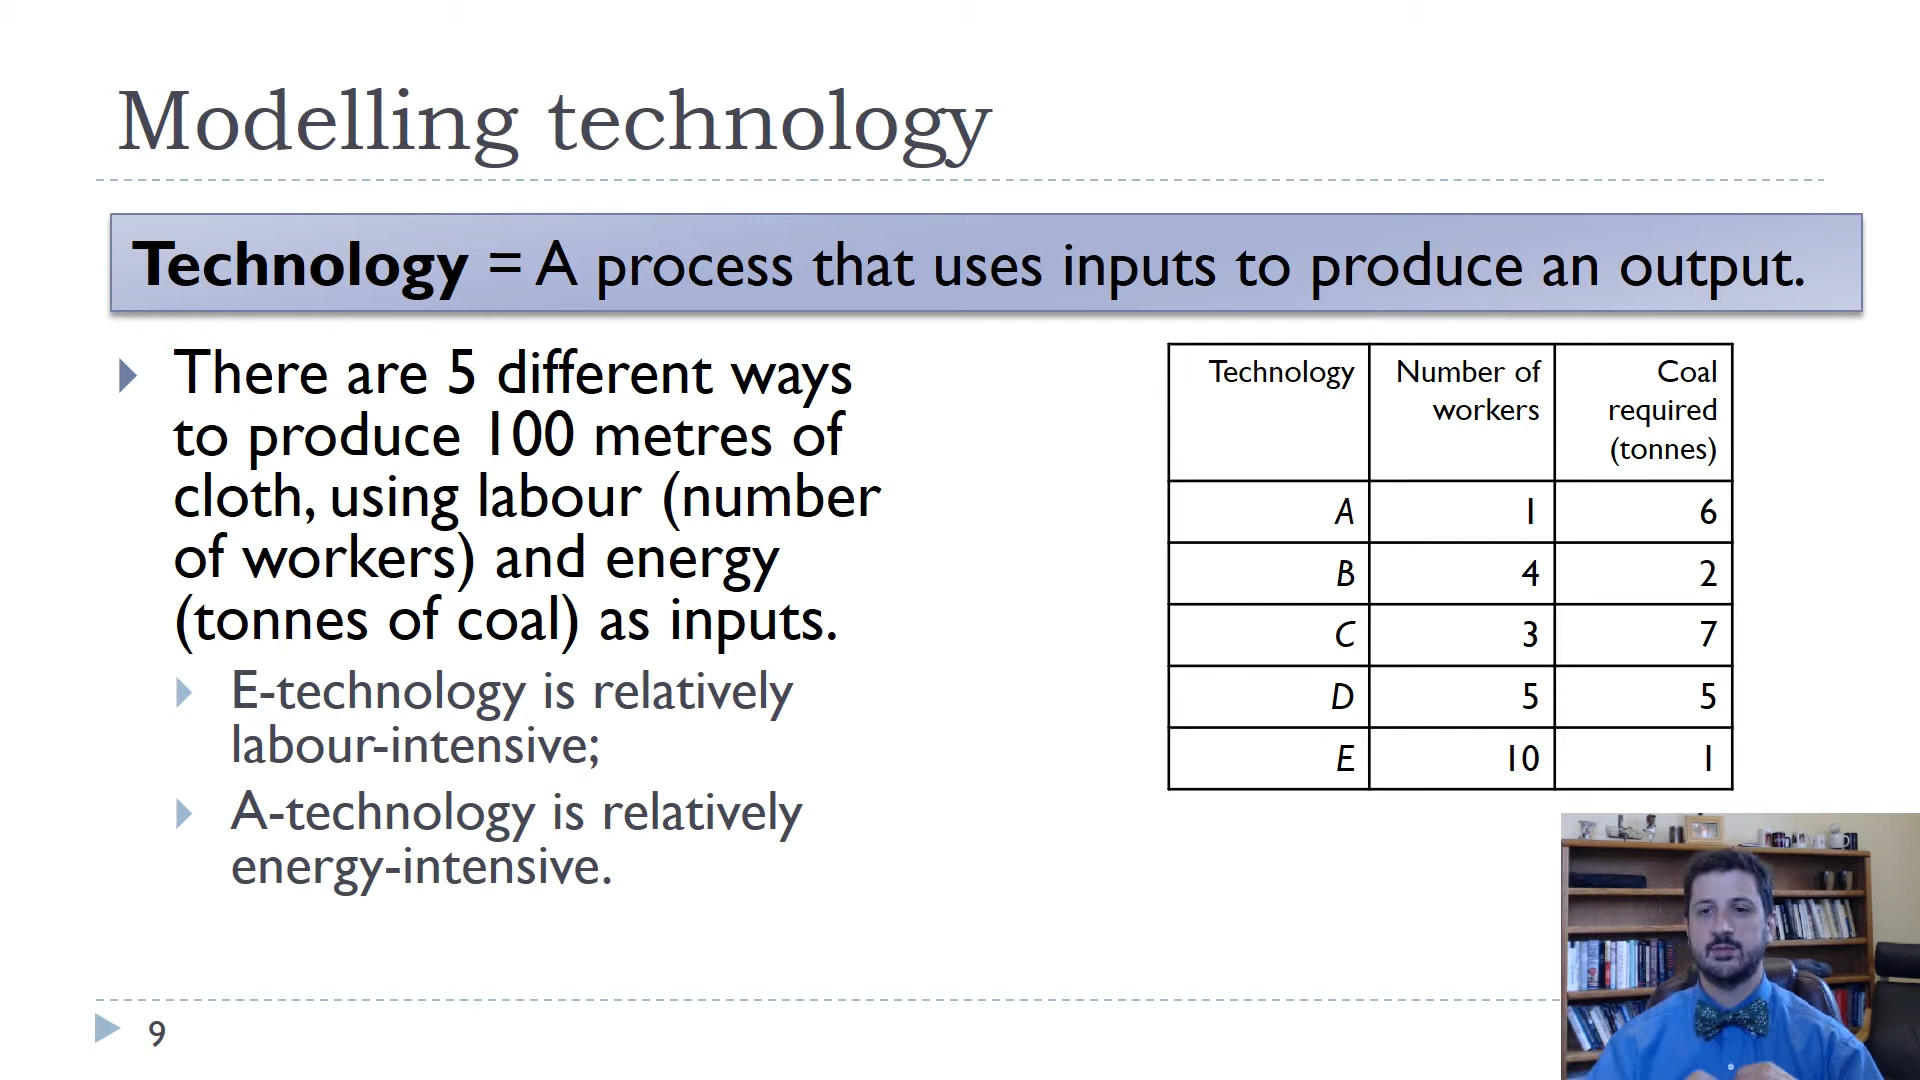 Modelling technology
Technology = A process that uses inputs to produce an output.
There are 5 different ways
to produce 100 metres of
cloth, using labour (number
of workers) and energy
(tonnes of coal) as inputs.
E-technology is relatively
labour-intensive;
A-technology is relatively
energy-intensive.
Technology Number of workers Coal required (tonnes)
A 1 6
B 4 2
C 3 7
D 5 5
E 10 1
9